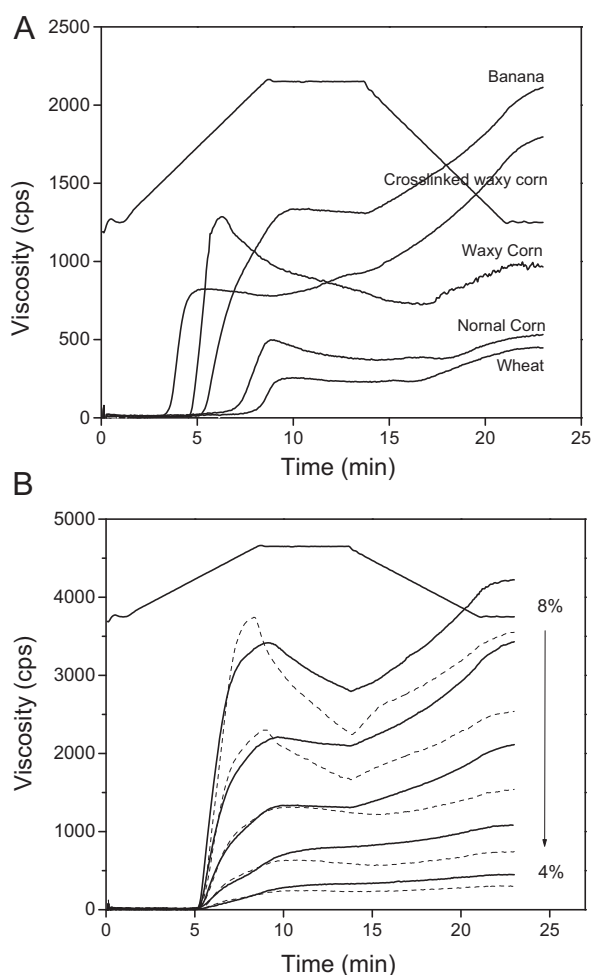 A
2500
2000
1500
1000
500
0
Viscosity (cps)
Banana
Crosslinked waxy corn
Waxy Corn
Nornal Corn
Wheat
0 5 10 15 20 25
Time (min)
B
5000
4000
3000
2000
1000
0
Viscosity (cps)
8%
4%
0 5 10 15 20 25
Time (min)